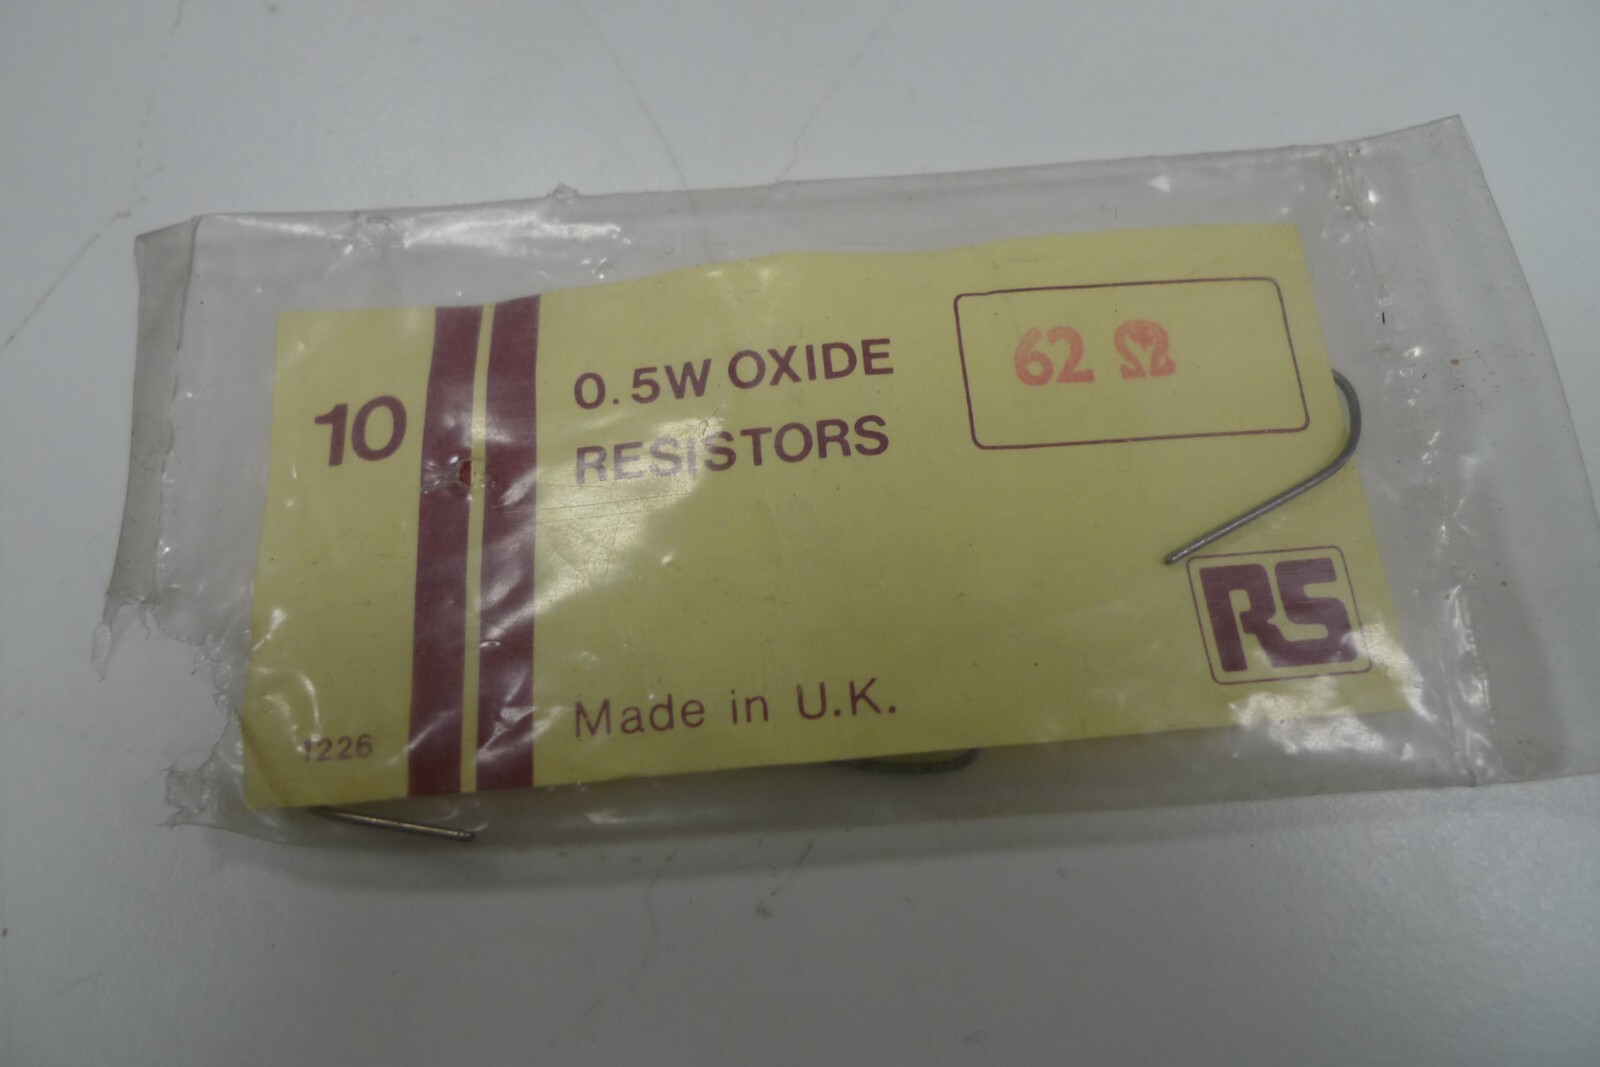 10
0.5W OXIDE
RESISTORS
62 Ω
Made in U.K.
RS
1226